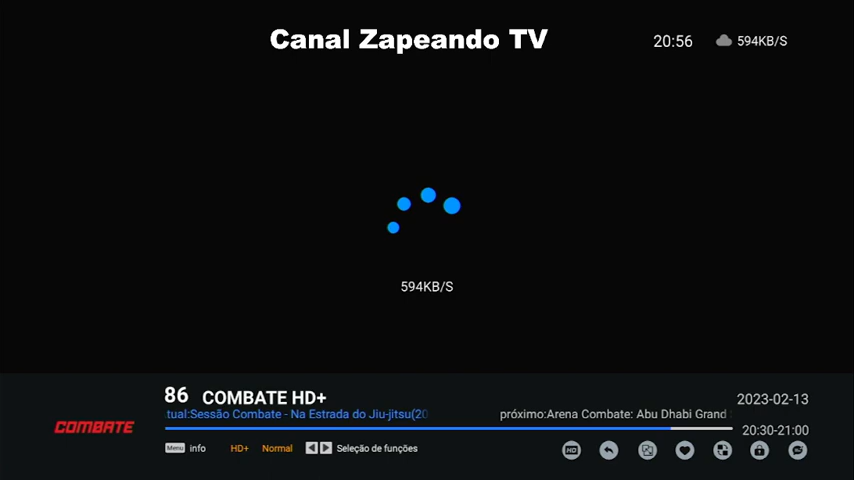 Canal Zapeando TV
20:56
594KB/S
594KB/S
86 COMBATE HD+
2023-02-13
tual:Sessão Combate - Na Estrada do Jiu-jitsu(20
próximo:Arena Combate: Abu Dhabi Grand
COMBATE
20:30-21:00
Menu info HD+ Normal Seleção de funções
HD